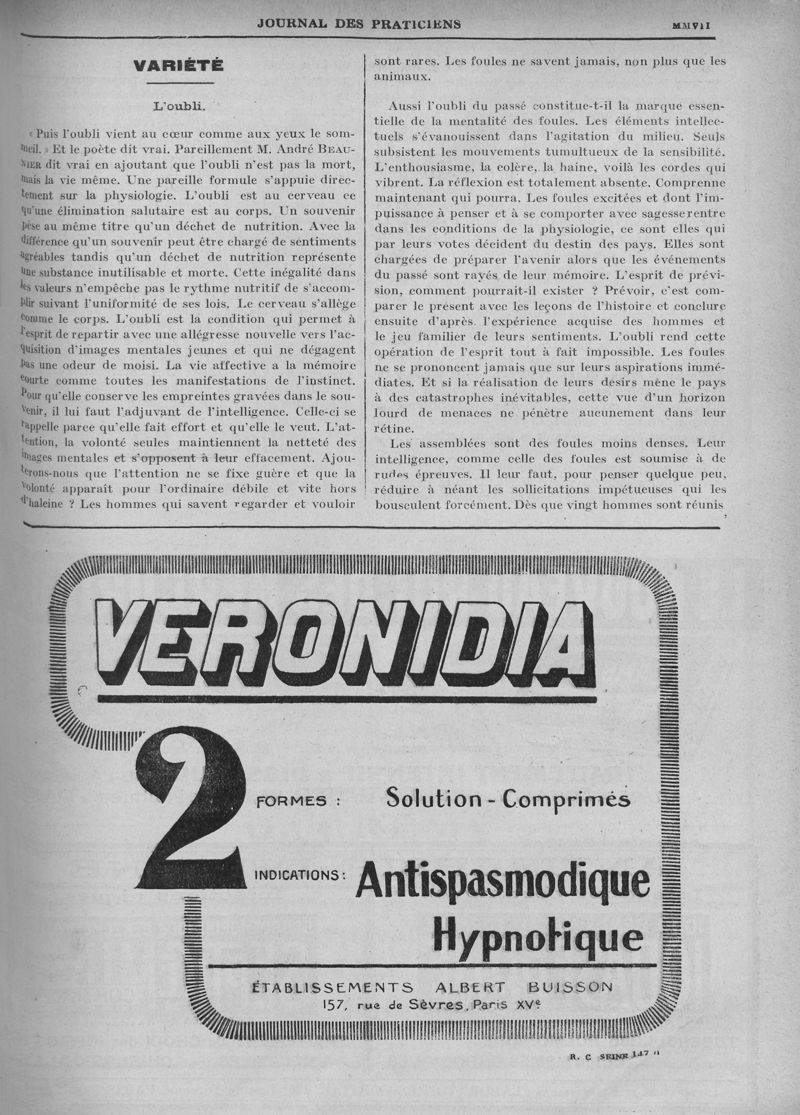 JOURNAL DES PRATICIENS
MMVII
VARIÉTÉ
L'oubli.
« Puis l'oubli vient au cœur comme aux yeux le som-
meil. » Et le poète dit vrai. Pareillement M. André BEAU-
NIER dit vrai en ajoutant que l'oubli n'est pas la mort,
mais la vie même. Une pareille formule s'appuie direc-
tement sur la physiologie. L'oubli est au cerveau ce
qu'une élimination salutaire est au corps. Un souvenir
pèse au même titre qu'un déchet de nutrition. Avec la
différence qu'un souvenir peut être chargé de sentiments
agréables tandis qu'un déchet de nutrition représente
une substance inutilisable et morte. Cette inégalité dans
les valeurs n'empêche pas le rythme nutritif de s'accom-
plir suivant l'uniformité de ses lois. Le cerveau s'allège
comme le corps. L'oubli est la condition qui permet à
l'esprit de repartir avec une allégresse nouvelle vers l'ac-
quisition d'images mentales jeunes et qui ne dégagent
pas une odeur de moisi. La vie affective a la mémoire
courte comme toutes les manifestations de l'instinct.
Pour qu'elle conserve les empreintes gravées dans le sou-
venir, il lui faut l'adjuvant de l'intelligence. Celle-ci se
rappelle parce qu'elle fait effort et qu'elle le veut. L'at-
tention, la volonté seules maintiennent la netteté des
images mentales et s'opposent à leur effacement. Ajou-
terons-nous que l'attention ne se fixe guère et que la
volonté apparaît pour l'ordinaire débile et vite hors
d'haleine ? Les hommes qui savent regarder et vouloir
sont rares. Les foules ne savent jamais, non plus que les
animaux.
Aussi l'oubli du passé constitue-t-il la marque essen-
tielle de la mentalité des foules. Les éléments intellec-
tuels s'évanouissent dans l'agitation du milieu. Seuls
subsistent les mouvements tumultueux de la sensibilité.
L'enthousiasme, la colère, la haine, voilà les cordes qui
vibrent. La réflexion est totalement absente. Comprenne
maintenant qui pourra. Les foules excitées et dont l'im-
puissance à penser et à se comporter avec sagesse rentre
dans les conditions de la physiologie, ce sont elles qui
par leurs votes décident du destin des pays. Elles sont
chargées de préparer l'avenir alors que les événements
du passé sont rayés de leur mémoire. L'esprit de prévi-
sion, comment pourrait-il exister ? Prévoir, c'est com-
parer le présent avec les leçons de l'histoire et conclure
ensuite d'après l'expérience acquise des hommes et
le jeu familier de leurs sentiments. L'oubli rend cette
opération de l'esprit tout à fait impossible. Les foules
ne se prononcent jamais que sur leurs aspirations immé-
diates. Et si la réalisation de leurs desirs mène le pays
à des catastrophes inévitables, cette vue d'un horizon
lourd de menaces ne pénètre aucunement dans leur
rétine.
Les assemblées sont des foules moins denses. Leur
intelligence, comme celle des foules est soumise à de
rudes épreuves. Il leur faut, pour penser quelque peu,
réduire à néant les sollicitations impétueuses qui les
bousculent forcément. Dès que vingt hommes sont réunis
VERONIDIA
2
FORMES : Solution - Comprimés
INDICATIONS : Antispasmodique
Hypnotique
ÉTABLISSEMENTS ALBERT BUISSON
157, rue de Sèvres, Paris XVe
R. C SEINE